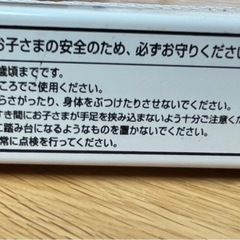 お子さまの安全のため、必ずお守りください
歳頃までです。
ころでご使用ください。
らさがったり、身体をぶつけたりさせないでください。
すき間にお子さまが手足を挟み込まないよう十分ご注意くだ
に踏み台になるようなものを置かないでください。
常に点検を行ってください。